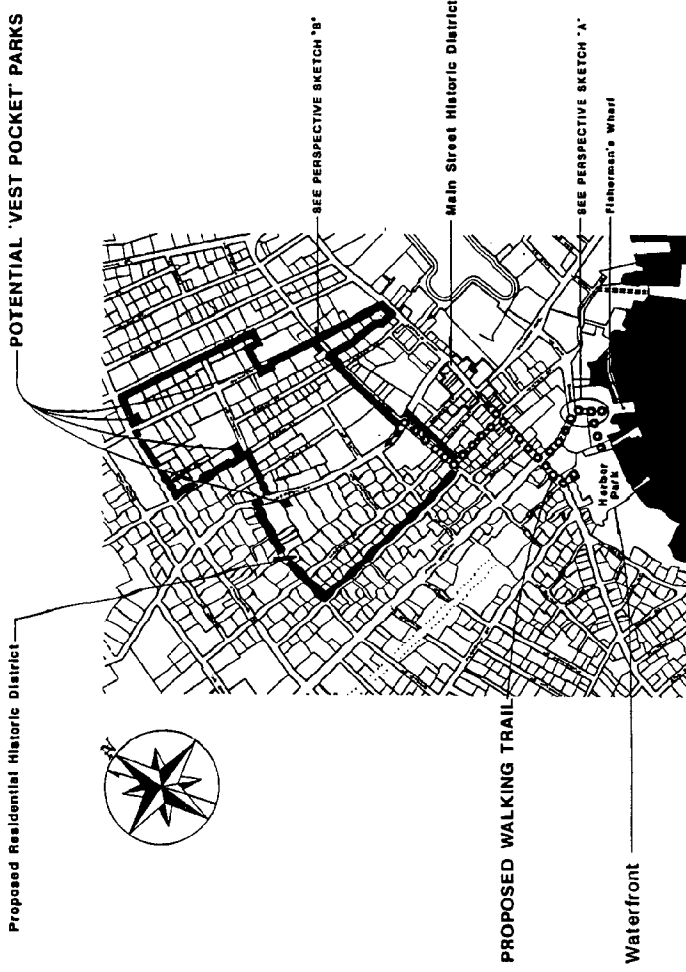 POTENTIAL 'VEST POCKET' PARKS
SEE PERSPECTIVE SKETCH "B"
Main Street Historic District
SEE PERSPECTIVE SKETCH "A"
Fisherman's Wharf
Proposed Residential Historic District
Harbor
Park
N
PROPOSED WALKING TRAIL
Waterfront